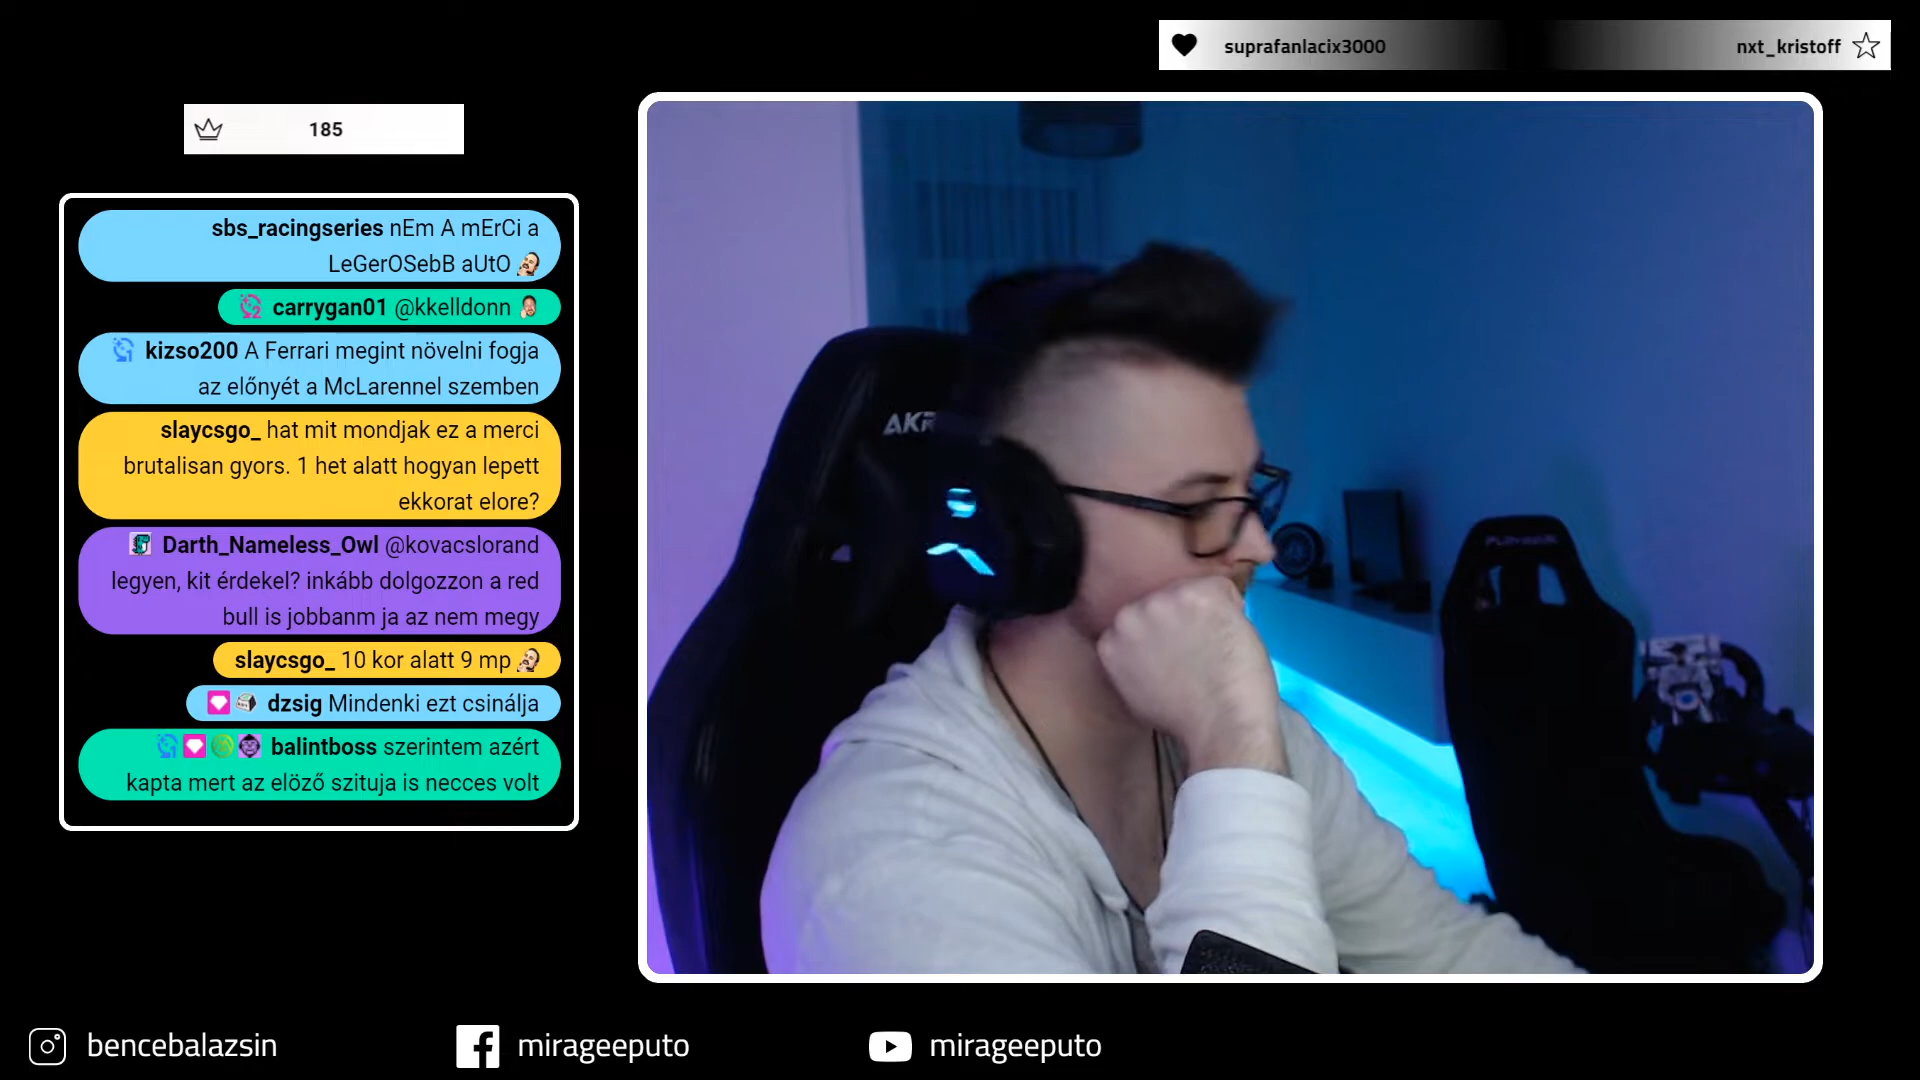 suprafanlacix3000
nxt_kristoff
185
sbs_racingseries nEm A mErCi a
LeGerOSebB aUtO
carrygan01 @kkelldonn
kizso200 A Ferrari megint növelni fogja
az előnyét a McLarennel szemben
slaycsgo_ hat mit mondjak ez a merci
brutalisan gyors. 1 het alatt hogyan lepett
ekkorat elore?
Darth_Nameless_Owl @kovacslorand
legyen, kit érdekel? inkább dolgozzon a red
bull is jobbanm ja az nem megy
slaycsgo_ 10 kor alatt 9 mp
dzsig Mindenki ezt csinálja
balintboss szerintem azért
kapta mert az elöző szituja is necces volt
PLAYSEAT
bencebalazsin
mirageeputo
mirageeputo